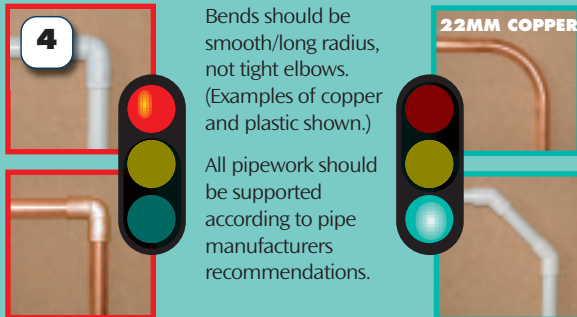 4
Bends should be
smooth/long radius,
not tight elbows.
(Examples of copper
and plastic shown.)
All pipework should
be supported
according to pipe
manufacturers
recommendations.
22MM COPPER